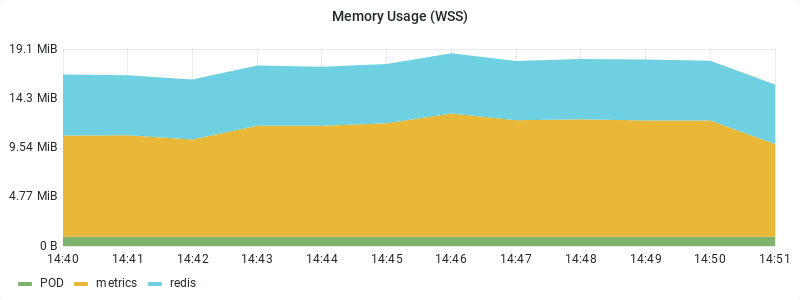 Memory Usage (WSS)
19.1 MiB
14.3 MiB
9.54 MiB
4.77 MiB
0 B
14:40 14:41 14:42 14:43 14:44 14:45 14:46 14:47 14:48 14:49 14:50 14:51
POD metrics redis